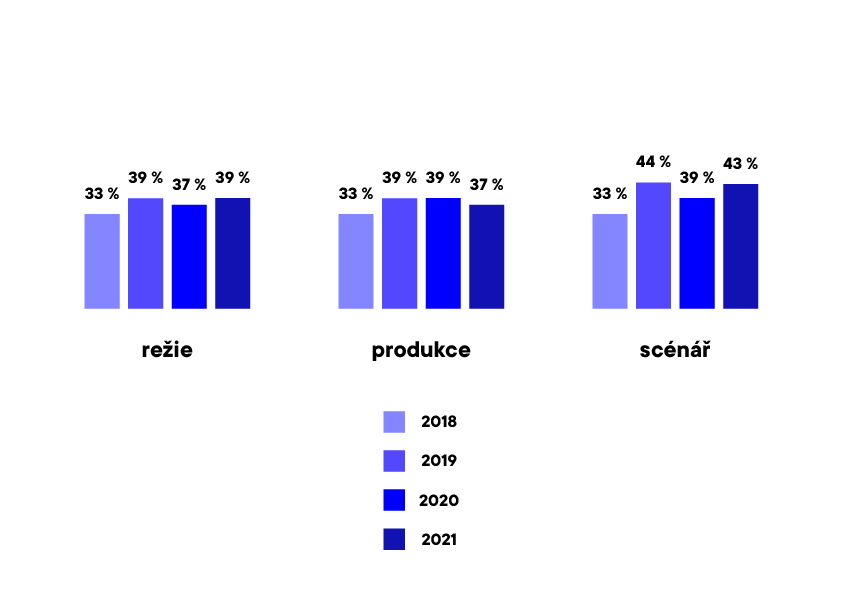 33 % 39 % 37 % 39 %
33 % 39 % 39 % 37 %
33 % 44 % 39 % 43 %
režie
produkce
scénář
2018
2019
2020
2021